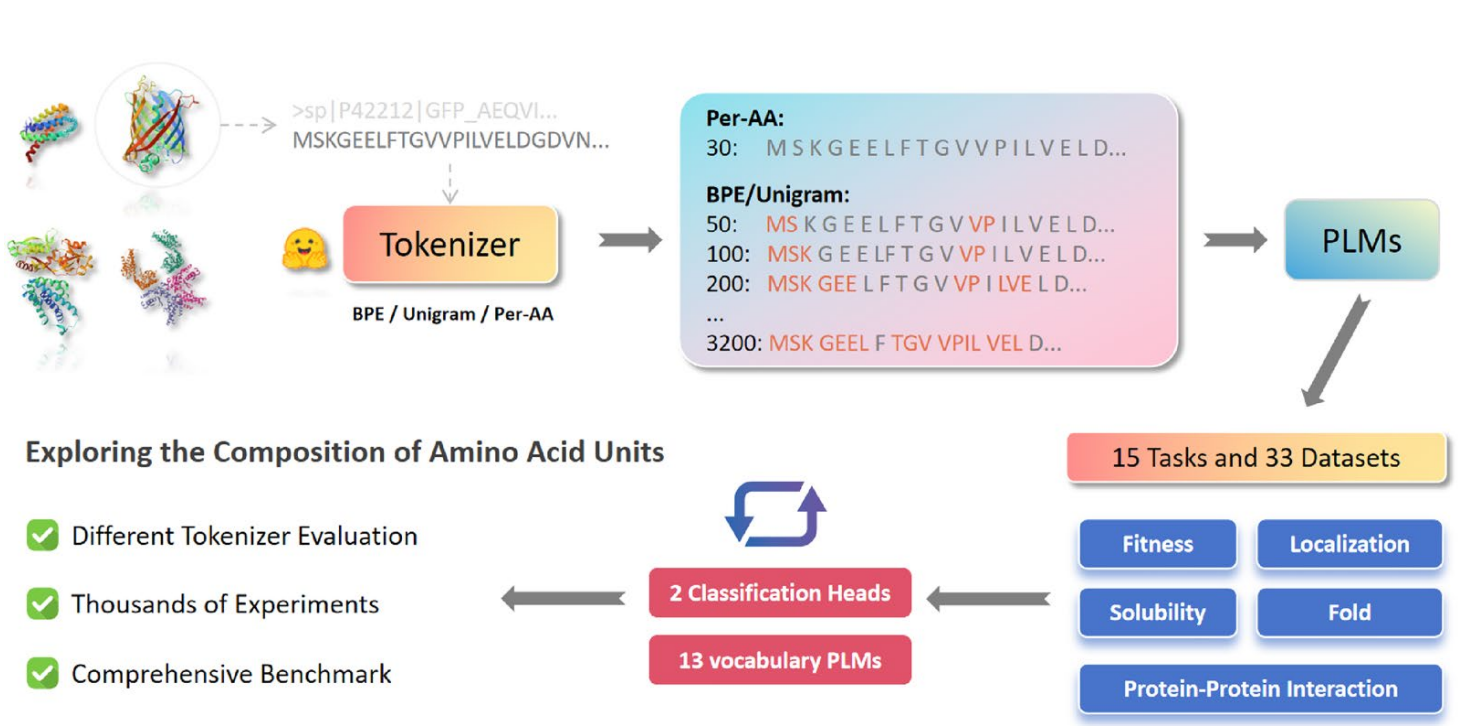 >sp|P42212|GFP_AEQVI...
MSKGEELFTGVVPILVELDGDVN...
Tokenizer
BPE / Unigram / Per-AA
Per-AA:
30: M S K G E E L F T G V V P I L V E L D...
BPE/Unigram:
50: MS K G E E L F T G V VP I L V E L D...
100: MSK G E E LF T G V VP I L V E L D...
200: MSK GEE L F T G V VP I LVE L D...
...
3200: MSK GEEL F TGV VPIL VEL D...
PLMs
15 Tasks and 33 Datasets
Fitness
Localization
Solubility
Fold
Protein-Protein Interaction
2 Classification Heads
13 vocabulary PLMs
Exploring the Composition of Amino Acid Units
Different Tokenizer Evaluation
Thousands of Experiments
Comprehensive Benchmark